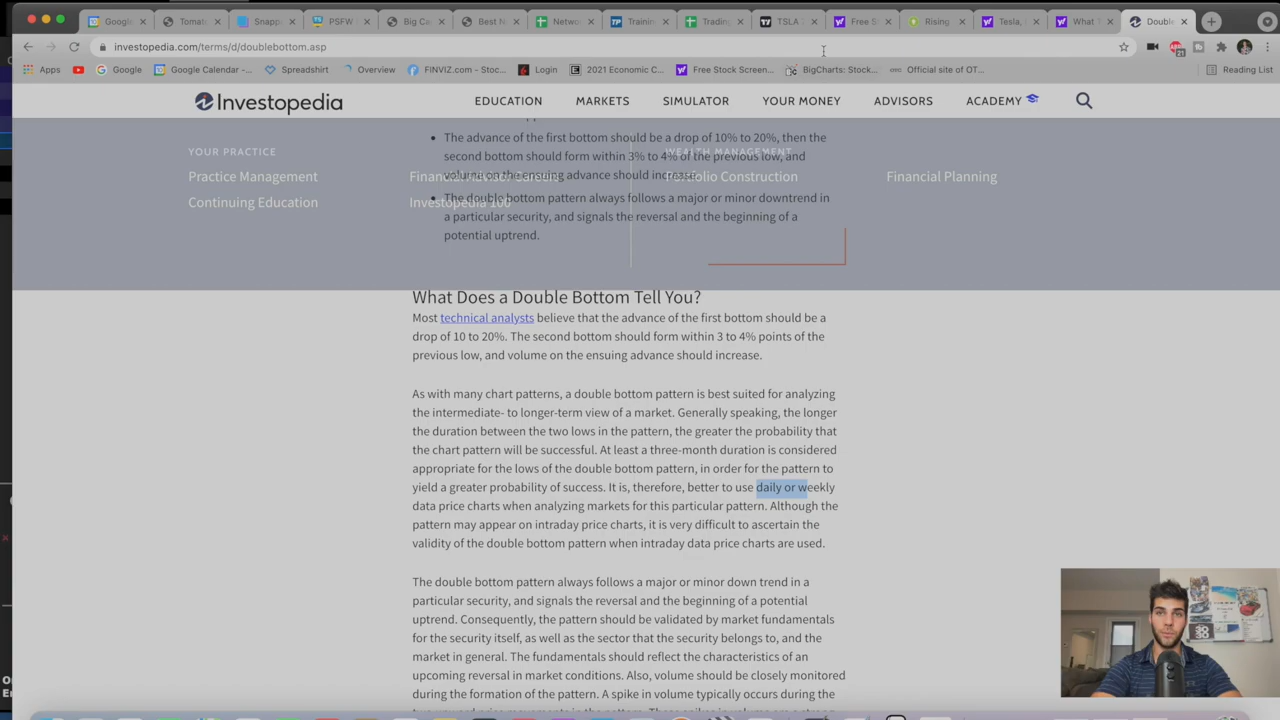 Google
Tomato
Snappe
PSFW
Big Ca
Best N
Netwo
Training
Trading
TSLA
Free S
Rising
Tesla,
What T
Double
investopedia.com/terms/d/doublebottom.asp
21
Apps
Google
Google Calendar -...
Spreadshirt
Overview
FINVIZ.com - Stoc...
Login
2021 Economic C...
Free Stock Screen...
BigCharts: Stock...
Official site of OT...
Reading List
Investopedia
EDUCATION
MARKETS
SIMULATOR
YOUR MONEY
ADVISORS
ACADEMY
YOUR PRACTICE
Practice Management
Continuing Education
Investopedia 100
WEALTH MANAGEMENT
Portfolio Construction
Financial Planning
The advance of the first bottom should be a drop of 10% to 20%, then the
second bottom should form within 3% to 4% of the previous low, and
volume on the ensuing advance should increase.
The double bottom pattern always follows a major or minor downtrend in
a particular security, and signals the reversal and the beginning of a
potential uptrend.
What Does a Double Bottom Tell You?
Most technical analysts believe that the advance of the first bottom should be a
drop of 10 to 20%. The second bottom should form within 3 to 4% points of the
previous low, and volume on the ensuing advance should increase.
As with many chart patterns, a double bottom pattern is best suited for analyzing
the intermediate- to longer-term view of a market. Generally speaking, the longer
the duration between the two lows in the pattern, the greater the probability that
the chart pattern will be successful. At least a three-month duration is considered
appropriate for the lows of the double bottom pattern, in order for the pattern to
yield a greater probability of success. It is, therefore, better to use daily or weekly
data price charts when analyzing markets for this particular pattern. Although the
pattern may appear on intraday price charts, it is very difficult to ascertain the
validity of the double bottom pattern when intraday data price charts are used.
The double bottom pattern always follows a major or minor down trend in a
particular security, and signals the reversal and the beginning of a potential
uptrend. Consequently, the pattern should be validated by market fundamentals
for the security itself, as well as the sector that the security belongs to, and the
market in general. The fundamentals should reflect the characteristics of an
upcoming reversal in market conditions. Also, volume should be closely monitored
during the formation of the pattern. A spike in volume typically occurs during the